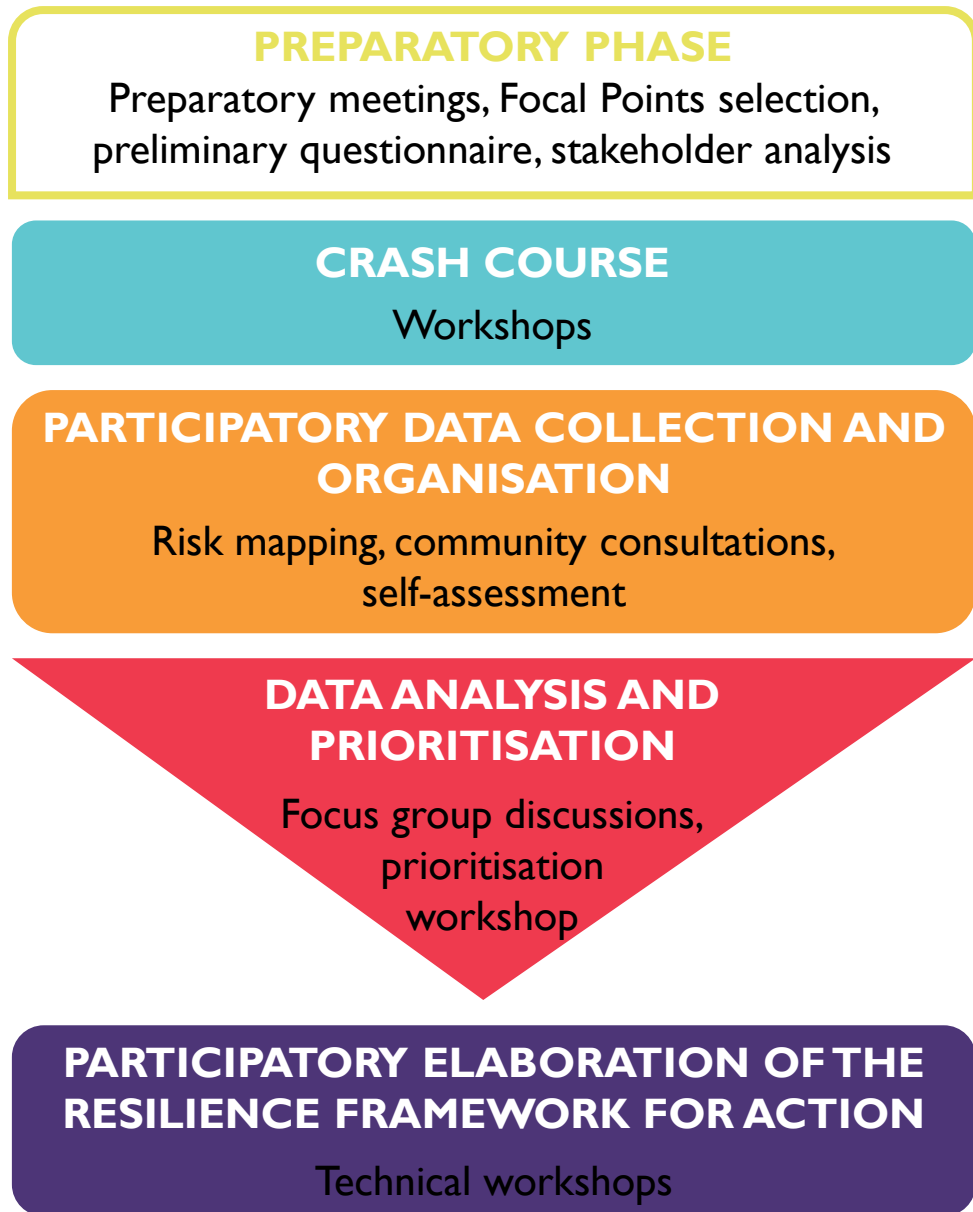 PREPARATORY PHASE
Preparatory meetings, Focal Points selection,
preliminary questionnaire, stakeholder analysis
CRASH COURSE
Workshops
PARTICIPATORY DATA COLLECTION AND
ORGANISATION
Risk mapping, community consultations,
self-assessment
DATA ANALYSIS AND
PRIORITISATION
Focus group discussions,
prioritisation
workshop
PARTICIPATORY ELABORATION OF THE
RESILIENCE FRAMEWORK FOR ACTION
Technical workshops